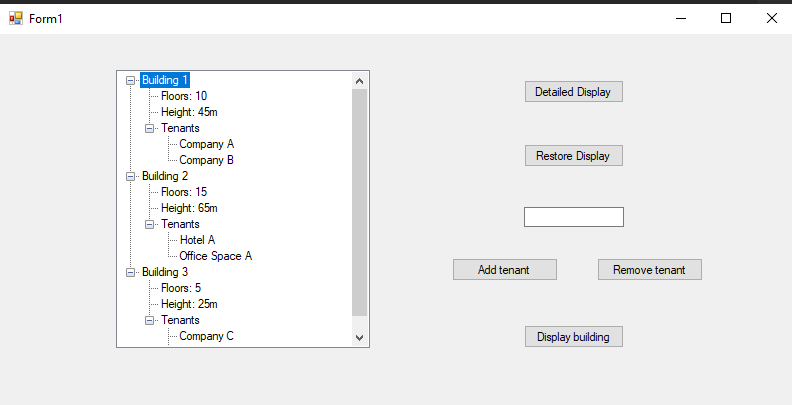 Form1
Building 1
Floors: 10
Height: 45m
Tenants
Company A
Company B
Building 2
Floors: 15
Height: 65m
Tenants
Hotel A
Office Space A
Building 3
Floors: 5
Height: 25m
Tenants
Company C
Detailed Display
Restore Display
Add tenant
Remove tenant
Display building